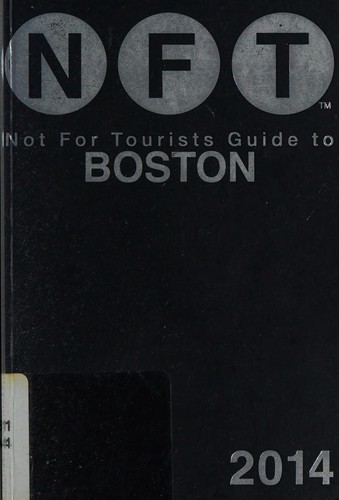 NFT
TM
Not For Tourists Guide to
BOSTON
2014